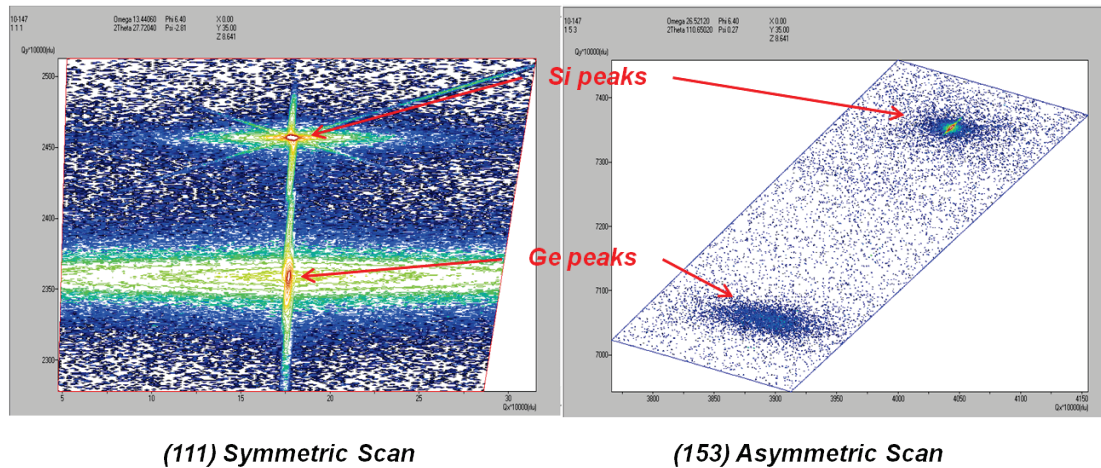 10-147
1 1 1
Omega 13.44060 Phi 6.40 X 0.00
2Theta 27.72040 Psi -2.81 Y 35.00
Z 8.641
Qy*10000(rlu)
2500
2450
2400
2350
2300
5 10 15 20 25 30
Qx*10000(rlu)
10-147
1 5 3
Omega 26.52120 Phi 6.40 X 0.00
2Theta 110.65020 Psi 0.27 Y 35.00
Z 8.641
Qy*10000(rlu)
7400
7300
7200
7100
7000
3800 3850 3900 3950 4000 4050 4100 4150
Qx*10000(rlu)
Si peaks
Ge peaks
(111) Symmetric Scan
(153) Asymmetric Scan